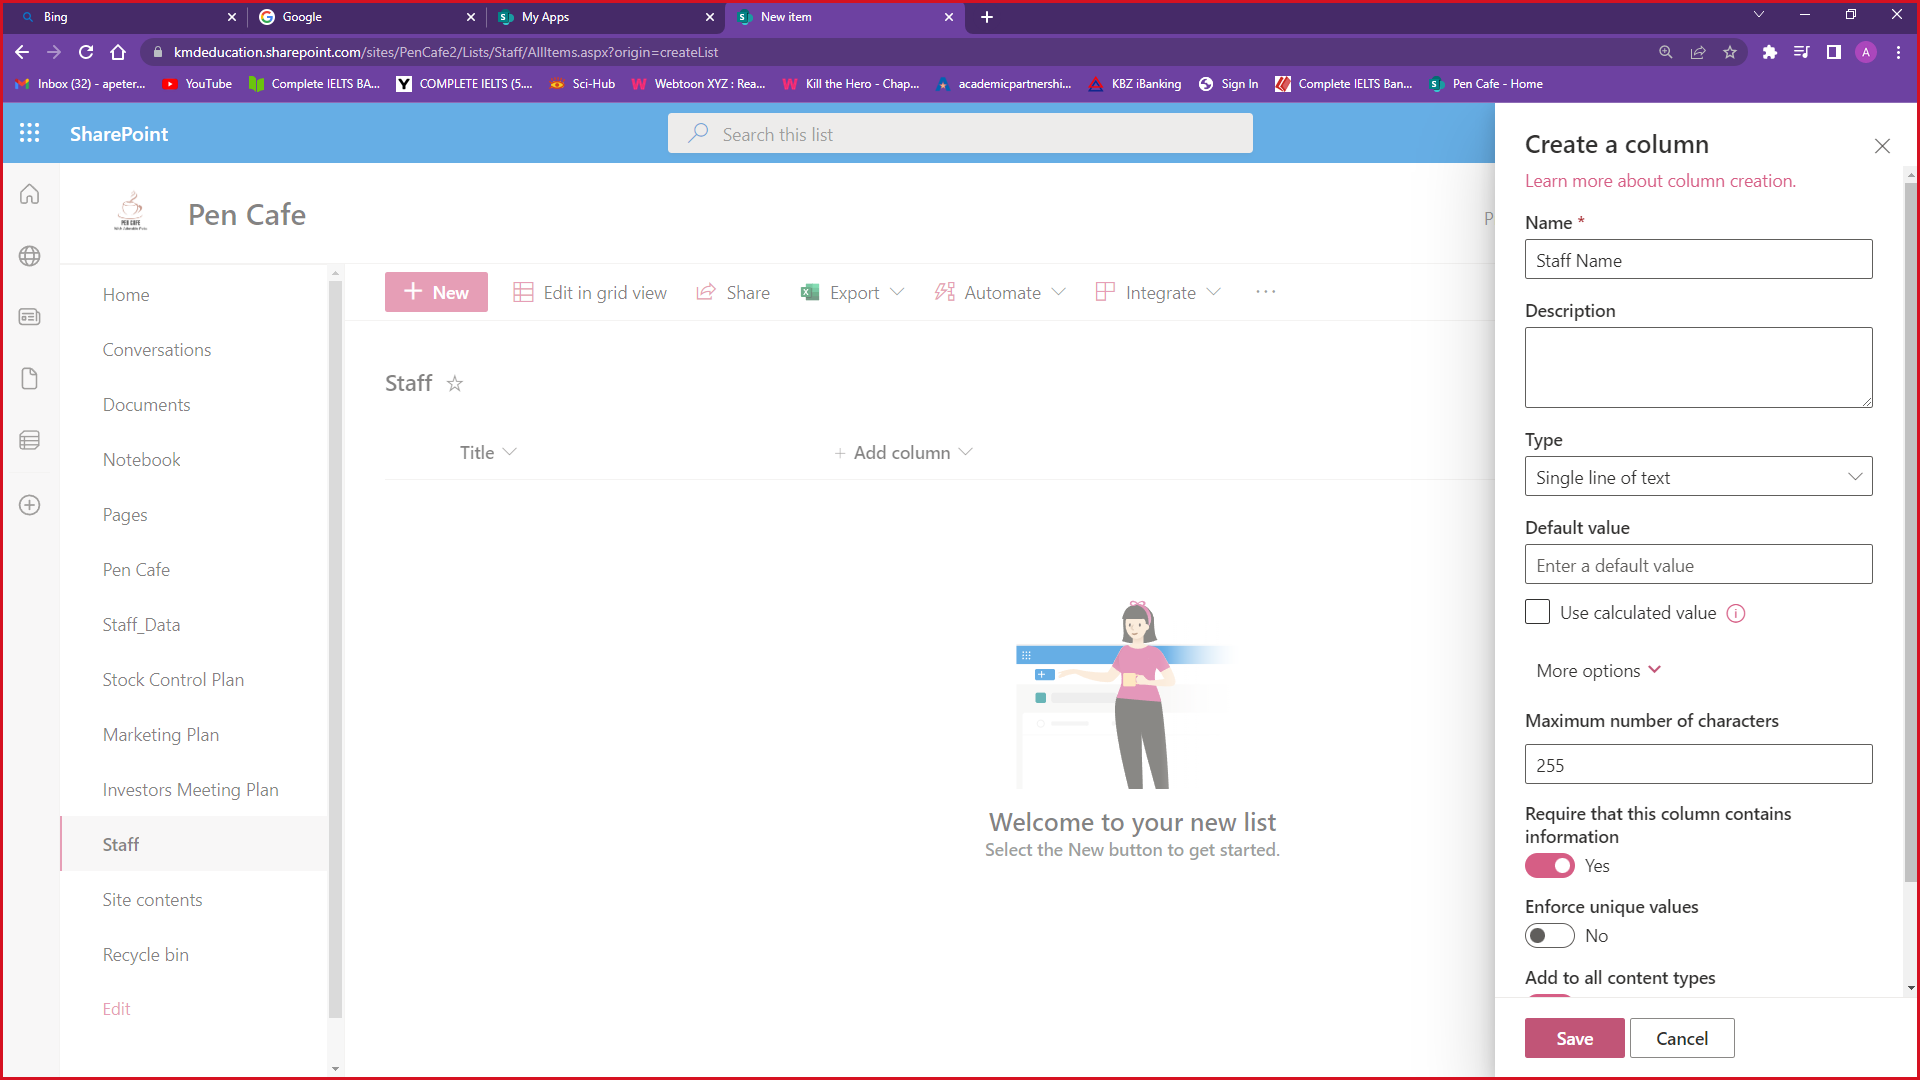 Bing
Google
My Apps
New item
kmdeducation.sharepoint.com/sites/PenCafe2/Lists/Staff/AllItems.aspx?origin=createList
A
Inbox (32) - apeter...
YouTube
Complete IELTS BA...
COMPLETE IELTS (5....
Sci-Hub
Webtoon XYZ : Rea...
Kill the Hero - Chap...
academicpartnershi...
KBZ iBanking
Sign In
Complete IELTS Ban...
Pen Cafe - Home
SharePoint
Search this list
PEN CAFE
Pen Cafe
P
Home
Conversations
Documents
Notebook
Pages
Pen Cafe
Staff_Data
Stock Control Plan
Marketing Plan
Investors Meeting Plan
Staff
Site contents
Recycle bin
Edit
New
Edit in grid view
Share
Export
Automate
Integrate
Staff
Title
Add column
Welcome to your new list
Select the New button to get started.
Create a column
Learn more about column creation.
Name *
Staff Name
Description
Type
Single line of text
Default value
Enter a default value
Use calculated value
More options
Maximum number of characters
255
Require that this column contains
information
Yes
Enforce unique values
No
Add to all content types
Save
Cancel